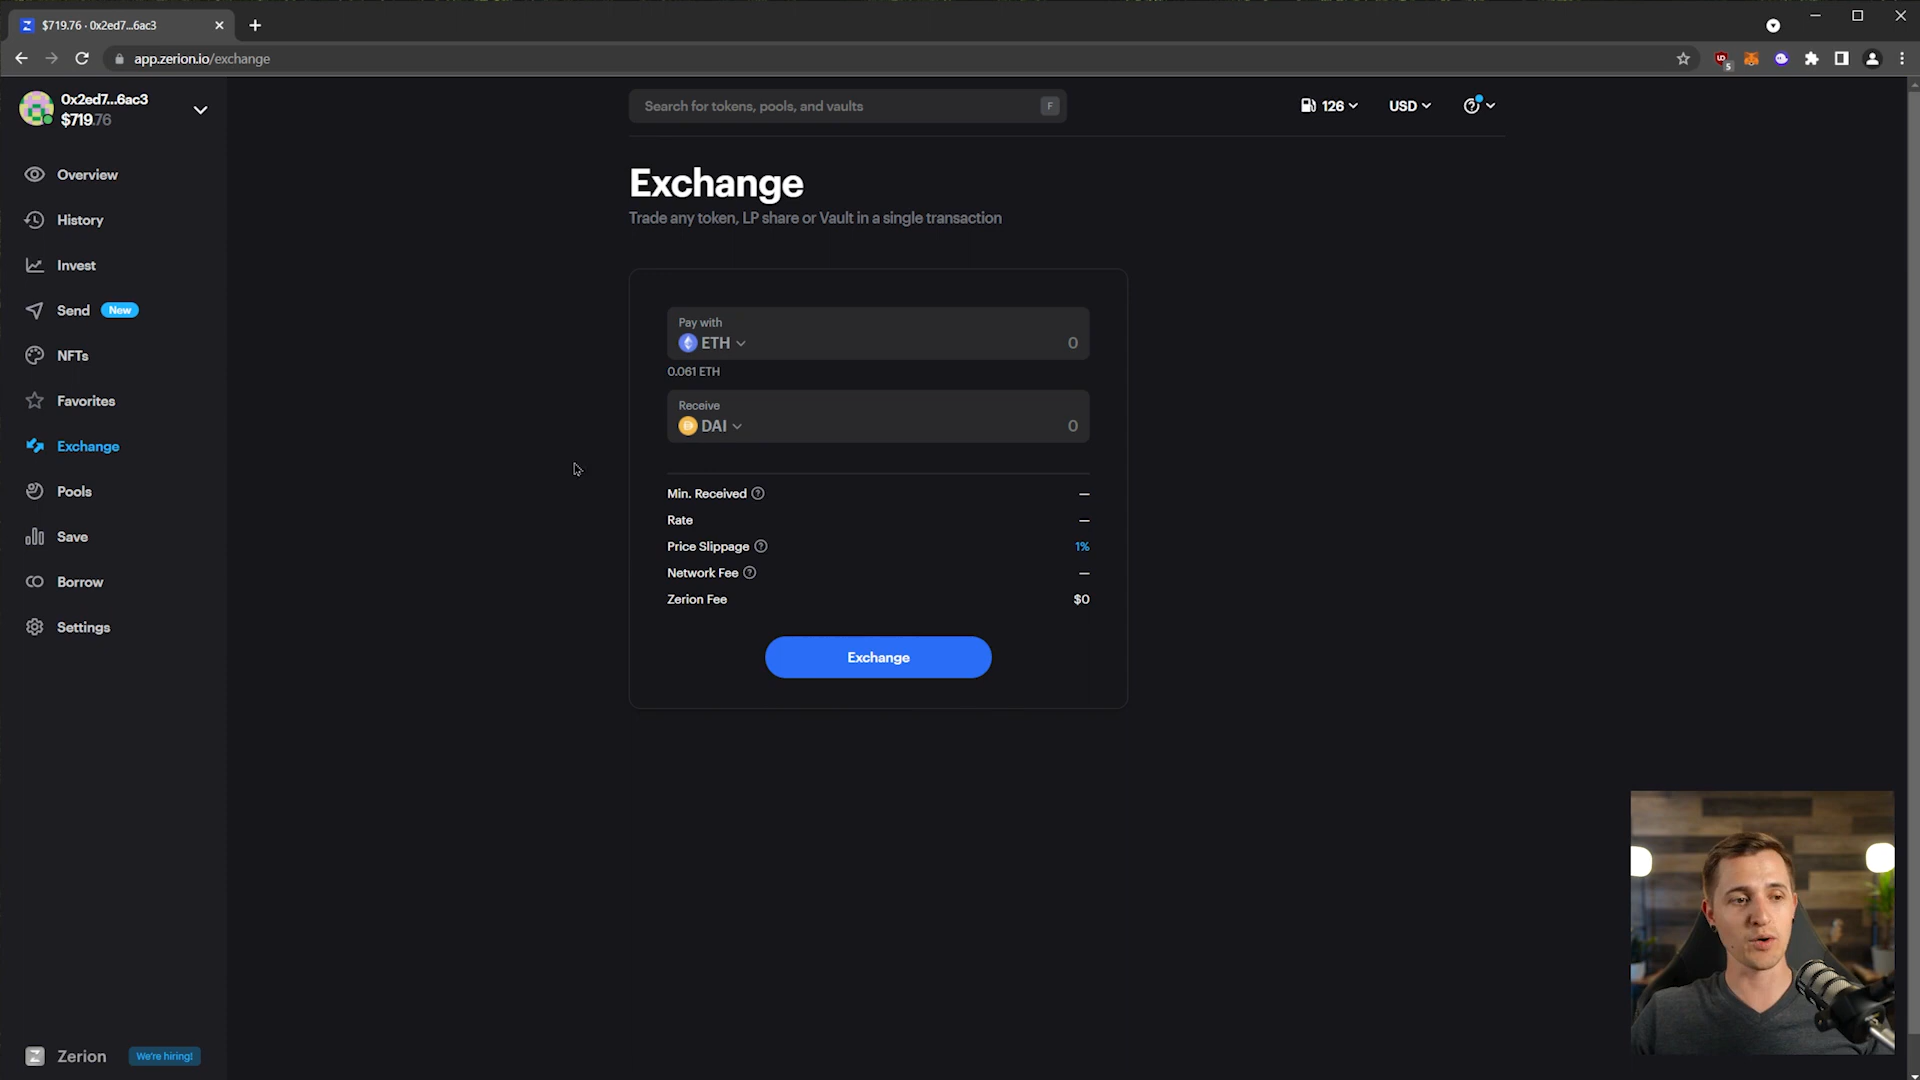 $719.76 · 0x2ed7...6ac3
app.zerion.io/exchange
5
0x2ed7...6ac3
$719.76
Overview
History
Invest
Send New
NFTs
Favorites
Exchange
Pools
Save
Borrow
Settings
Zerion We're hiring!
Search for tokens, pools, and vaults F
126
USD
Exchange
Trade any token, LP share or Vault in a single transaction
Pay with
ETH 0
0.061 ETH
Receive
DAI 0
Min. Received —
Rate —
Price Slippage 1%
Network Fee —
Zerion Fee $0
Exchange